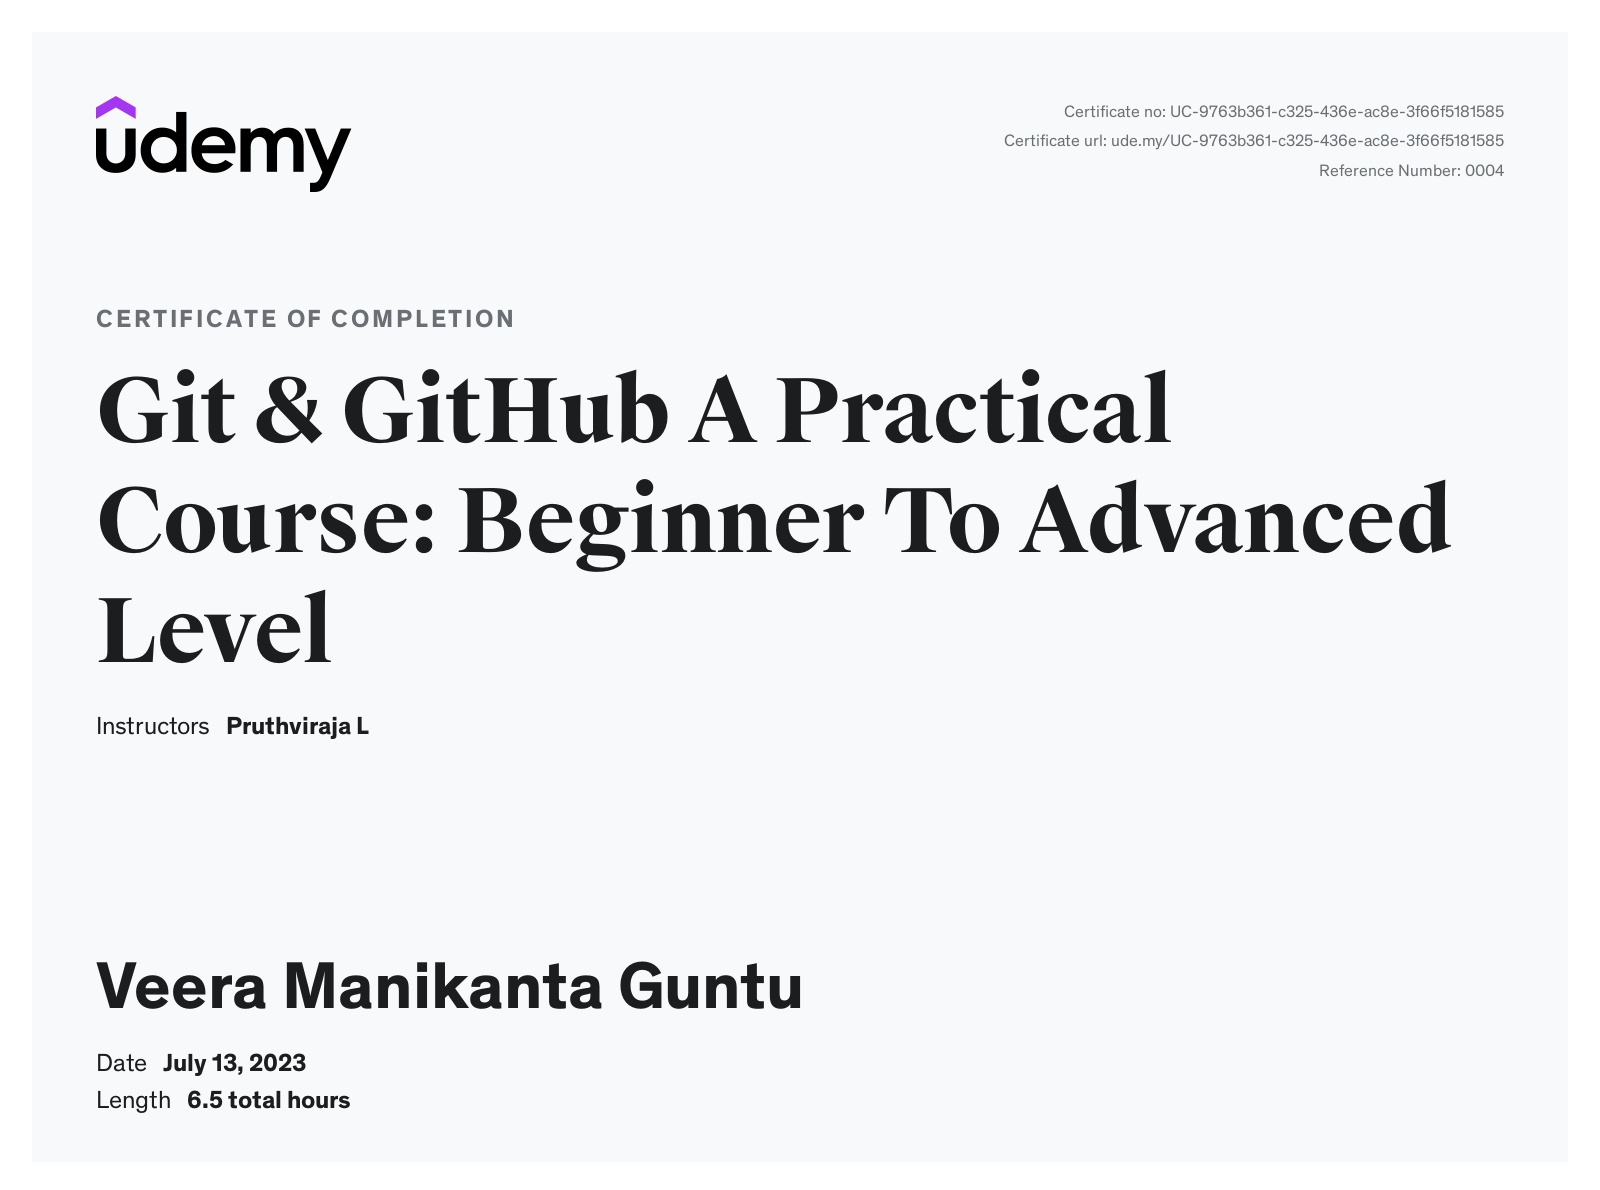 udemy
Certificate no: UC-9763b361-c325-436e-ac8e-3f66f5181585
Certificate url: ude.my/UC-9763b361-c325-436e-ac8e-3f66f5181585
Reference Number: 0004
CERTIFICATE OF COMPLETION
Git & GitHub A Practical
Course: Beginner To Advanced
Level
Instructors Pruthviraja L
Veera Manikanta Guntu
Date July 13, 2023
Length 6.5 total hours